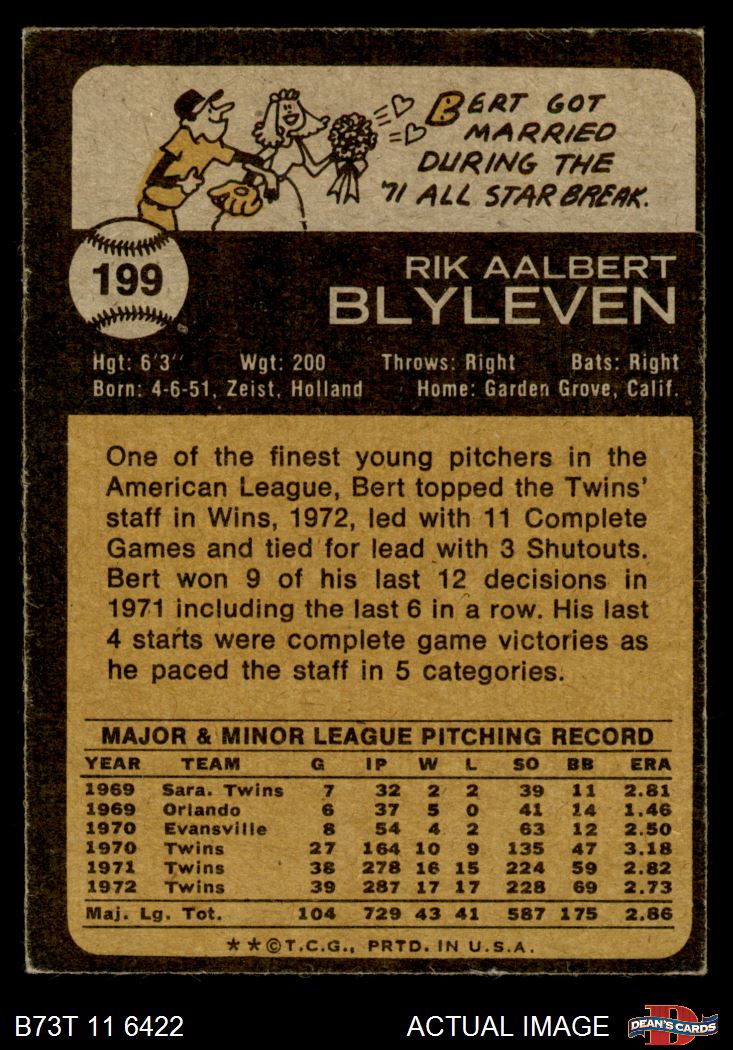 BERT GOT
MARRIED
DURING THE
'71 ALL STAR BREAK.
199
RIK AALBERT
BLYLEVEN
Hgt: 6'3" Wgt: 200 Throws: Right Bats: Right
Born: 4-6-51, Zeist, Holland Home: Garden Grove, Calif.
One of the finest young pitchers in the
American League, Bert topped the Twins'
staff in Wins, 1972, led with 11 Complete
Games and tied for lead with 3 Shutouts.
Bert won 9 of his last 12 decisions in
1971 including the last 6 in a row. His last
4 starts were complete game victories as
he paced the staff in 5 categories.
MAJOR & MINOR LEAGUE PITCHING RECORD
YEAR TEAM G IP W L SO BB ERA
1969 Sara. Twins 7 32 2 2 39 11 2.81
1969 Orlando 6 37 5 0 41 14 1.46
1970 Evansville 8 54 4 2 63 12 2.50
1970 Twins 27 164 10 9 135 47 3.18
1971 Twins 38 278 16 15 224 59 2.82
1972 Twins 39 287 17 17 228 69 2.73
Maj. Lg. Tot. 104 729 43 41 587 175 2.86
**©T.C.G., PRTD. IN U.S.A.
B73T 11 6422 ACTUAL IMAGE D DEAN'S CARDS